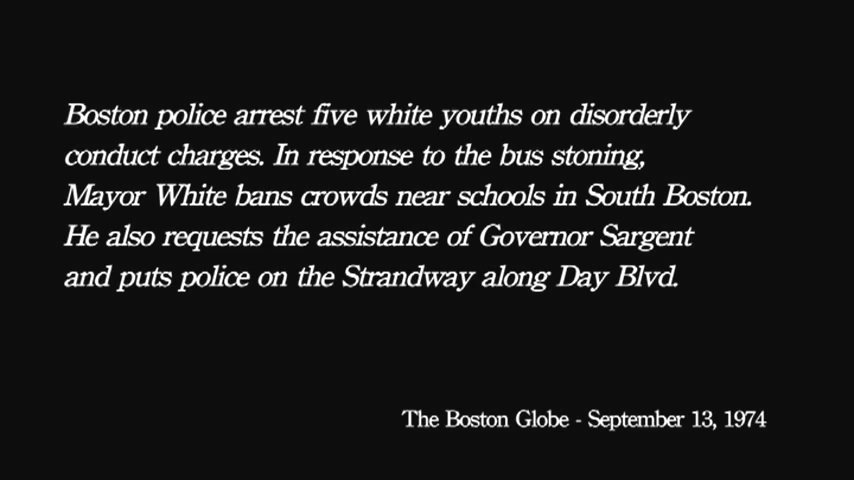 Boston police arrest five white youths on disorderly
conduct charges. In response to the bus stoning,
Mayor White bans crowds near schools in South Boston.
He also requests the assistance of Governor Sargent
and puts police on the Strandway along Day Blvd.
The Boston Globe - September 13, 1974